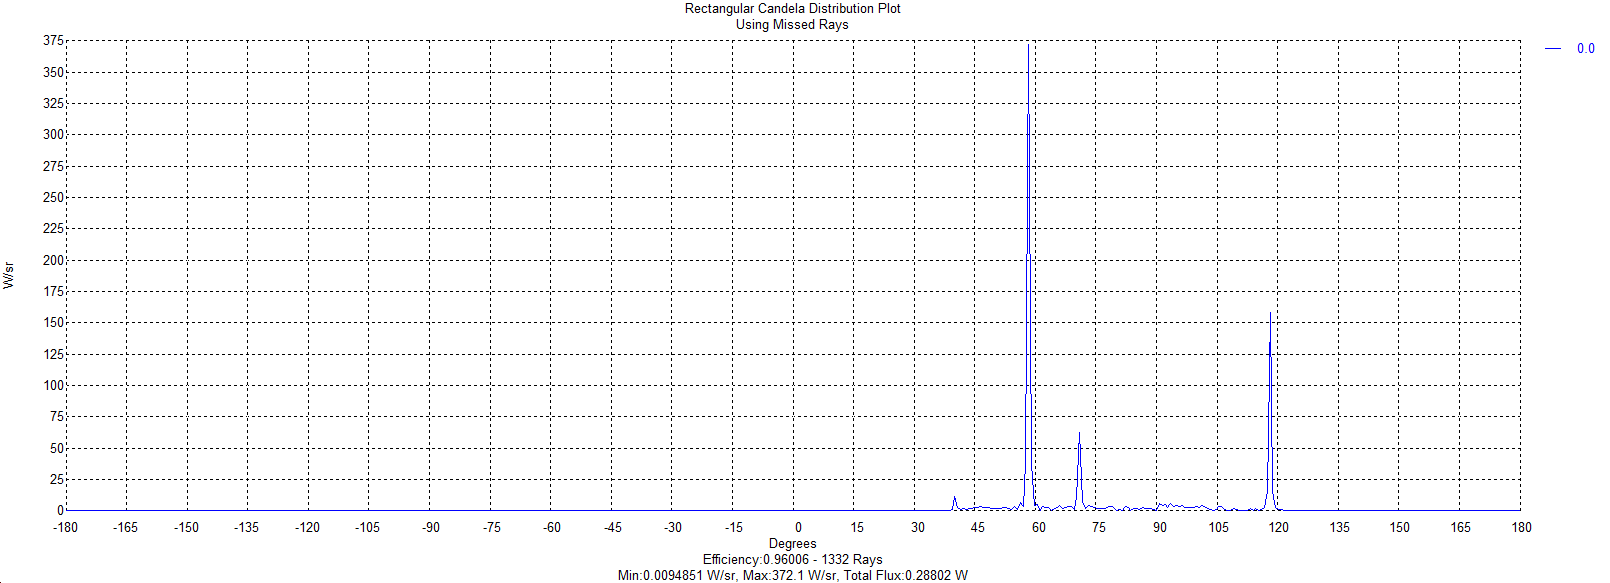 Rectangular Candela Distribution Plot
Using Missed Rays
375
350
325
300
275
250
225
200
175
150
125
100
75
50
25
0
W/sr
0.0
-180 -165 -150 -135 -120 -105 -90 -75 -60 -45 -30 -15 0 15 30 45 60 75 90 105 120 135 150 165 180
Degrees
Efficiency:0.96006 - 1332 Rays
Min:0.0094851 W/sr, Max:372.1 W/sr, Total Flux:0.28802 W